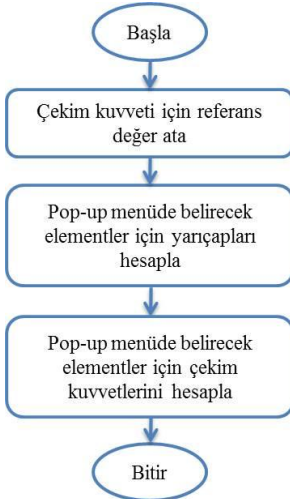 Başla
Çekim kuvveti için referans
değer ata
Pop-up menüde belirecek
elementler için yarıçapları
hesapla
Pop-up menüde belirecek
elementler için çekim
kuvvetlerini hesapla
Bitir